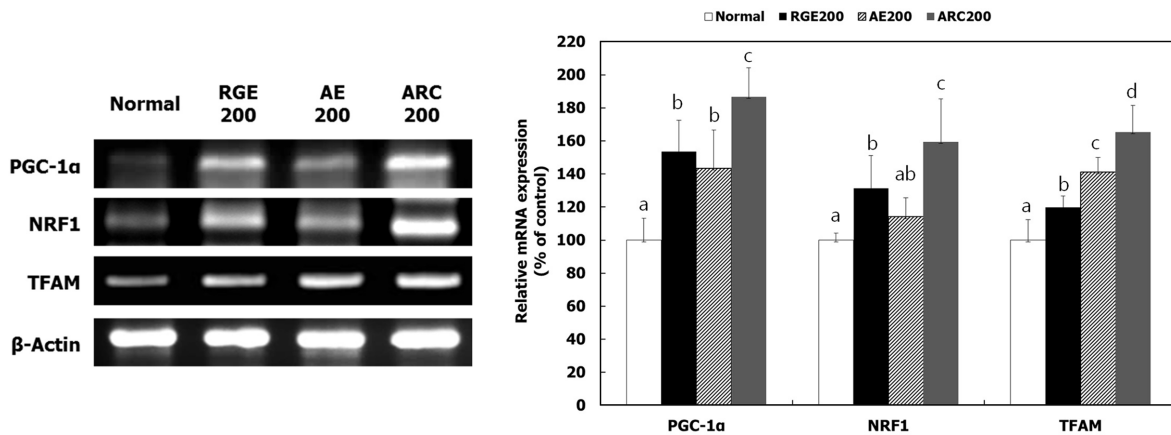 Normal RGE 200 AE 200 ARC 200
PGC-1α
NRF1
TFAM
β-Actin
Normal RGE200 AE200 ARC200
Relative mRNA expression
(% of control)
220
200
180
160
140
120
100
80
60
40
20
0
a b b c
a b ab c
a b c d
PGC-1α NRF1 TFAM